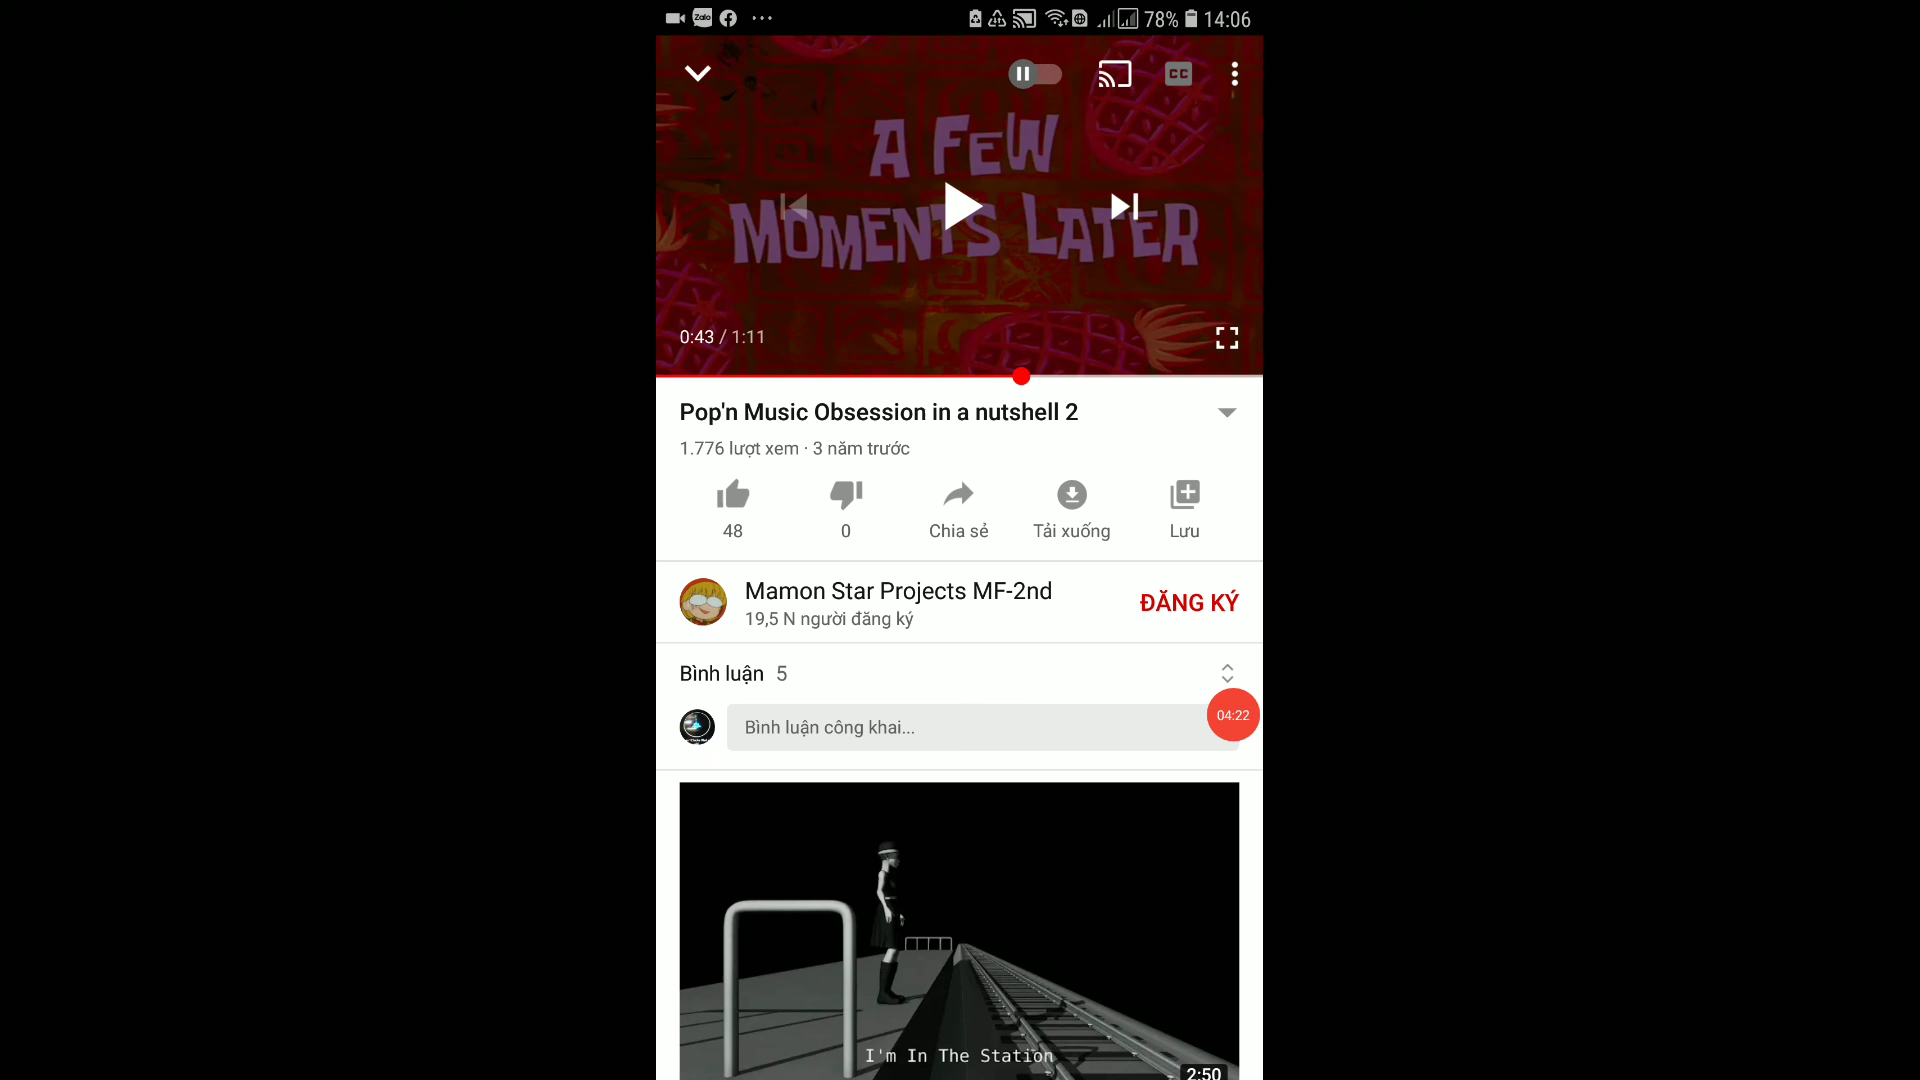 Zalo
78% 14:06
CC
A FEW
MOMENTS LATER
0:43 / 1:11
Pop'n Music Obsession in a nutshell 2
1.776 lượt xem · 3 năm trước
48
0
Chia sẻ
Tải xuống
Lưu
Mamon Star Projects MF-2nd
19,5 N người đăng ký
ĐĂNG KÝ
Bình luận 5
Bình luận công khai...
04:22
I'm In The Station
2:50